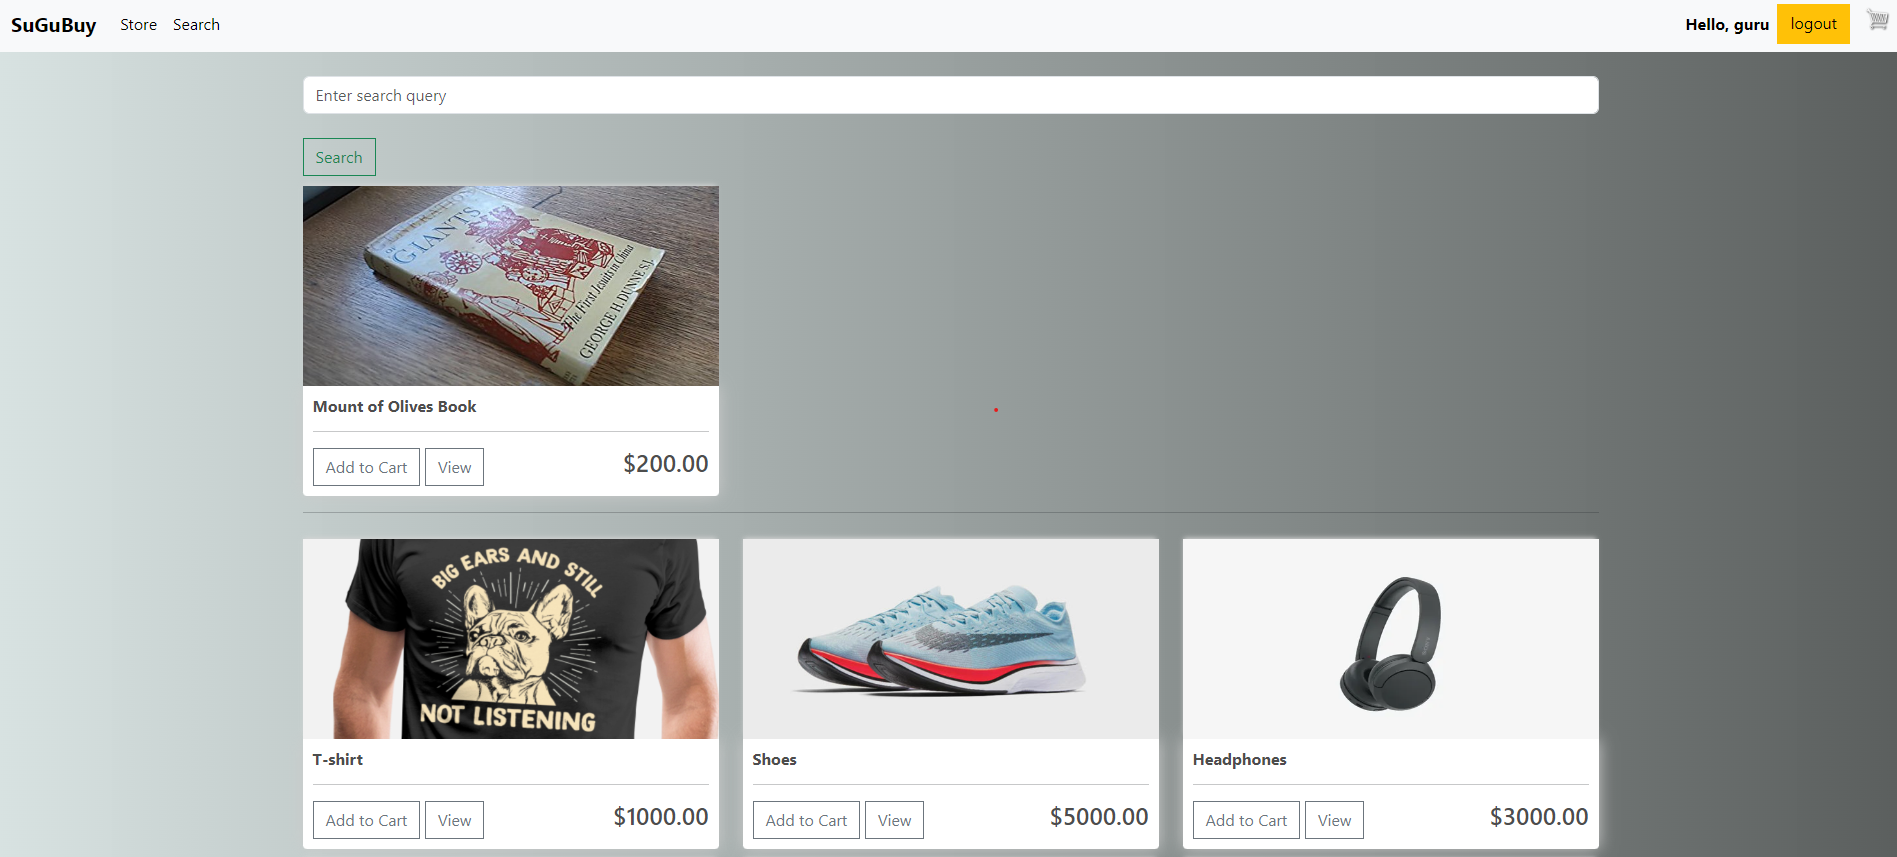 SuGuBuy Store Search Hello, guru logout
Enter search query
Search
GIANTS
The First Jesuits in China
GEORGE H. DUNNE S.J.
Mount of Olives Book
Add to Cart View $200.00
BIG EARS AND STILL
NOT LISTENING
T-shirt
Add to Cart View $1000.00
Shoes
Add to Cart View $5000.00
Headphones
Add to Cart View $3000.00